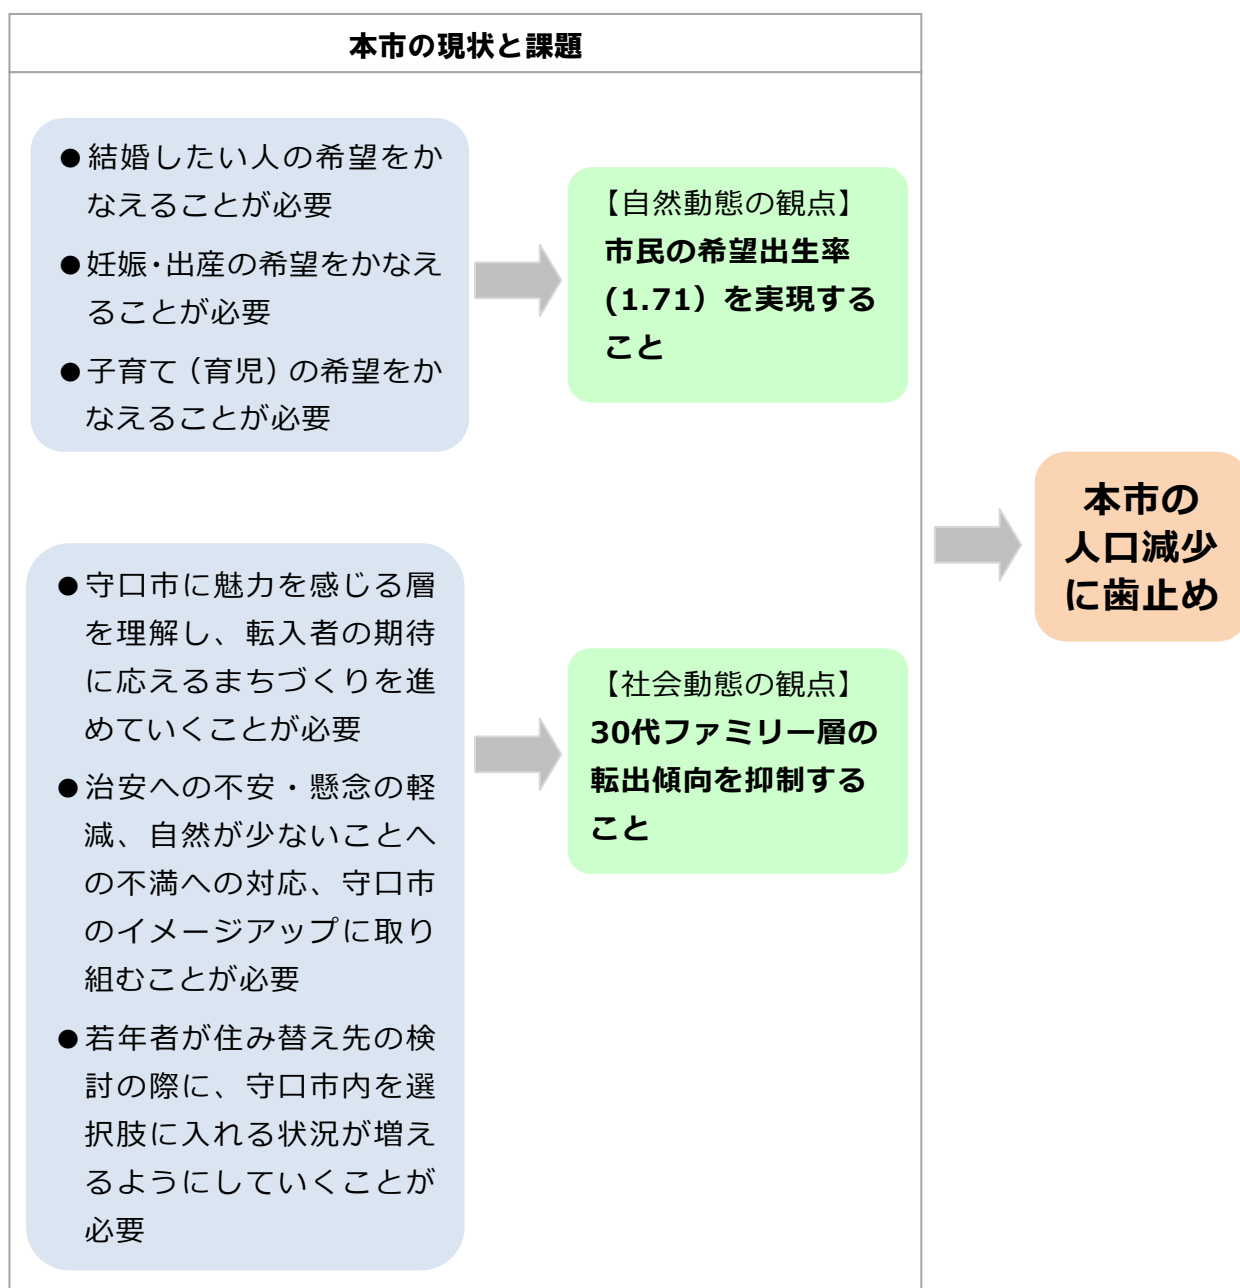 本市の現状と課題
●結婚したい人の希望をか
なえることが必要
●妊娠・出産の希望をかなえ
ることが必要
●子育て（育児）の希望をか
なえることが必要
【自然動態の観点】
市民の希望出生率
(1.71）を実現する
こと
●守口市に魅力を感じる層
を理解し、転入者の期待
に応えるまちづくりを進
めていくことが必要
●治安への不安・懸念の軽
減、自然が少ないことへ
の不満への対応、守口市
のイメージアップに取り
組むことが必要
●若年者が住み替え先の検
討の際に、守口市内を選
択肢に入れる状況が増え
るようにしていくことが
必要
【社会動態の観点】
30代ファミリー層の
転出傾向を抑制する
こと
本市の
人口減少
に歯止め